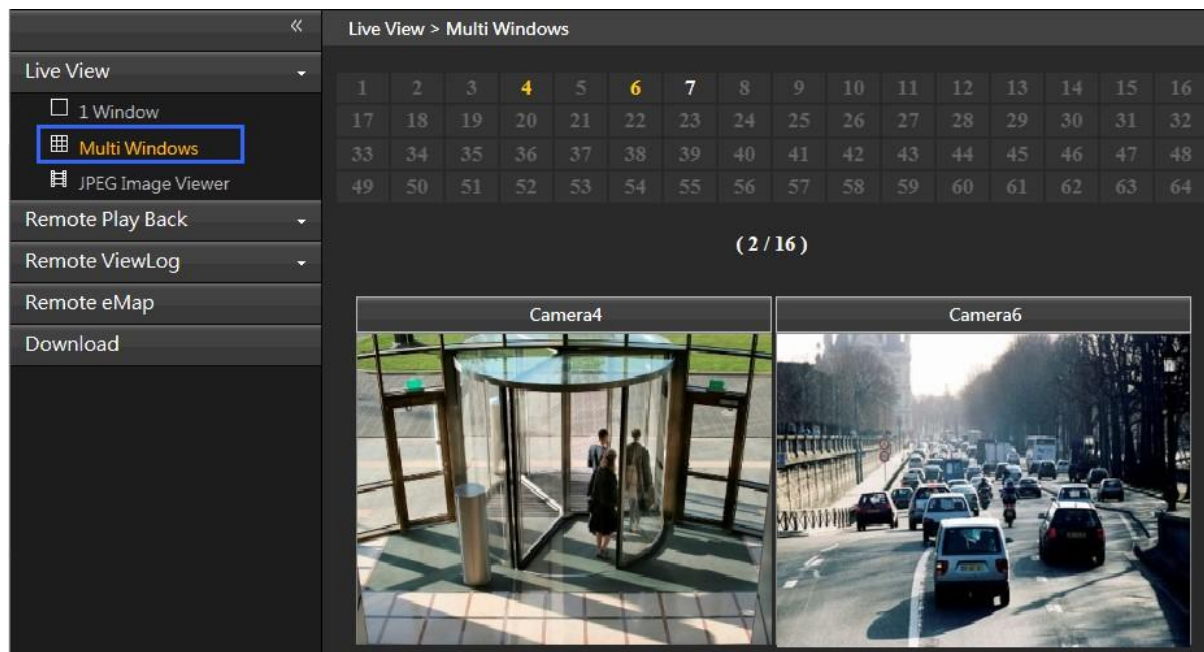 «
Live View > Multi Windows
Live View
1 Window
Multi Windows
JPEG Image Viewer
Remote Play Back
Remote ViewLog
Remote eMap
Download
1 2 3 4 5 6 7 8 9 10 11 12 13 14 15 16
17 18 19 20 21 22 23 24 25 26 27 28 29 30 31 32
33 34 35 36 37 38 39 40 41 42 43 44 45 46 47 48
49 50 51 52 53 54 55 56 57 58 59 60 61 62 63 64
( 2 / 16 )
Camera4
Camera6